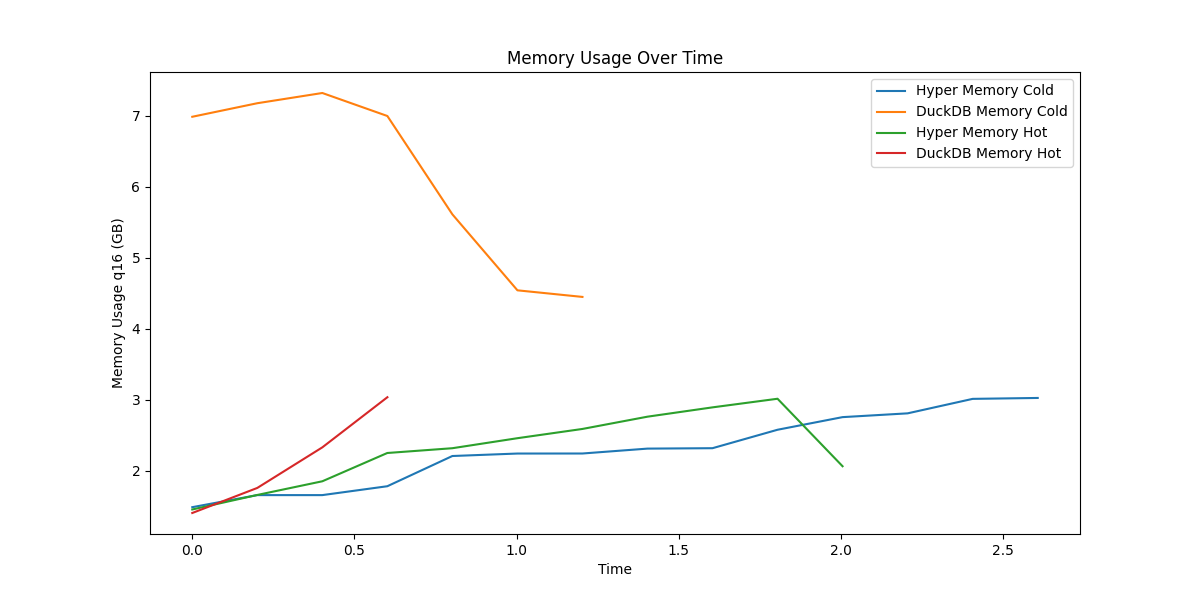 Memory Usage Over Time
Hyper Memory Cold
DuckDB Memory Cold
Hyper Memory Hot
DuckDB Memory Hot
Memory Usage q16 (GB)
7
6
5
4
3
2
0.0 0.5 1.0 1.5 2.0 2.5
Time